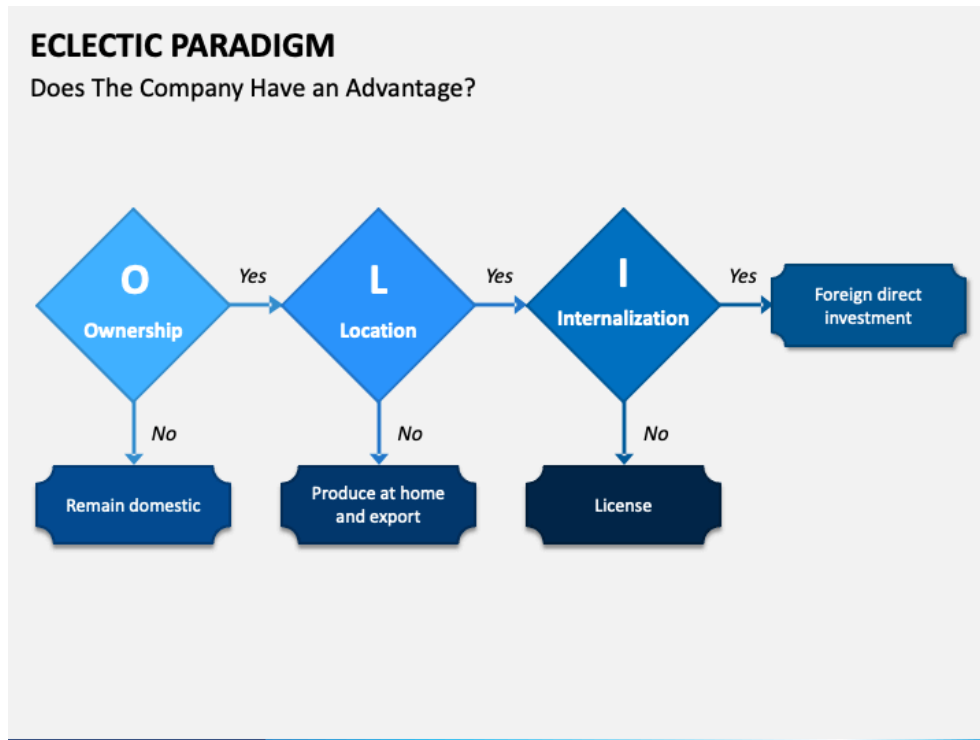 ECLECTIC PARADIGM
Does The Company Have an Advantage?
O
Ownership
Yes
L
Location
Yes
I
Internalization
Yes
Foreign direct
investment
No
Remain domestic
No
Produce at home
and export
No
License